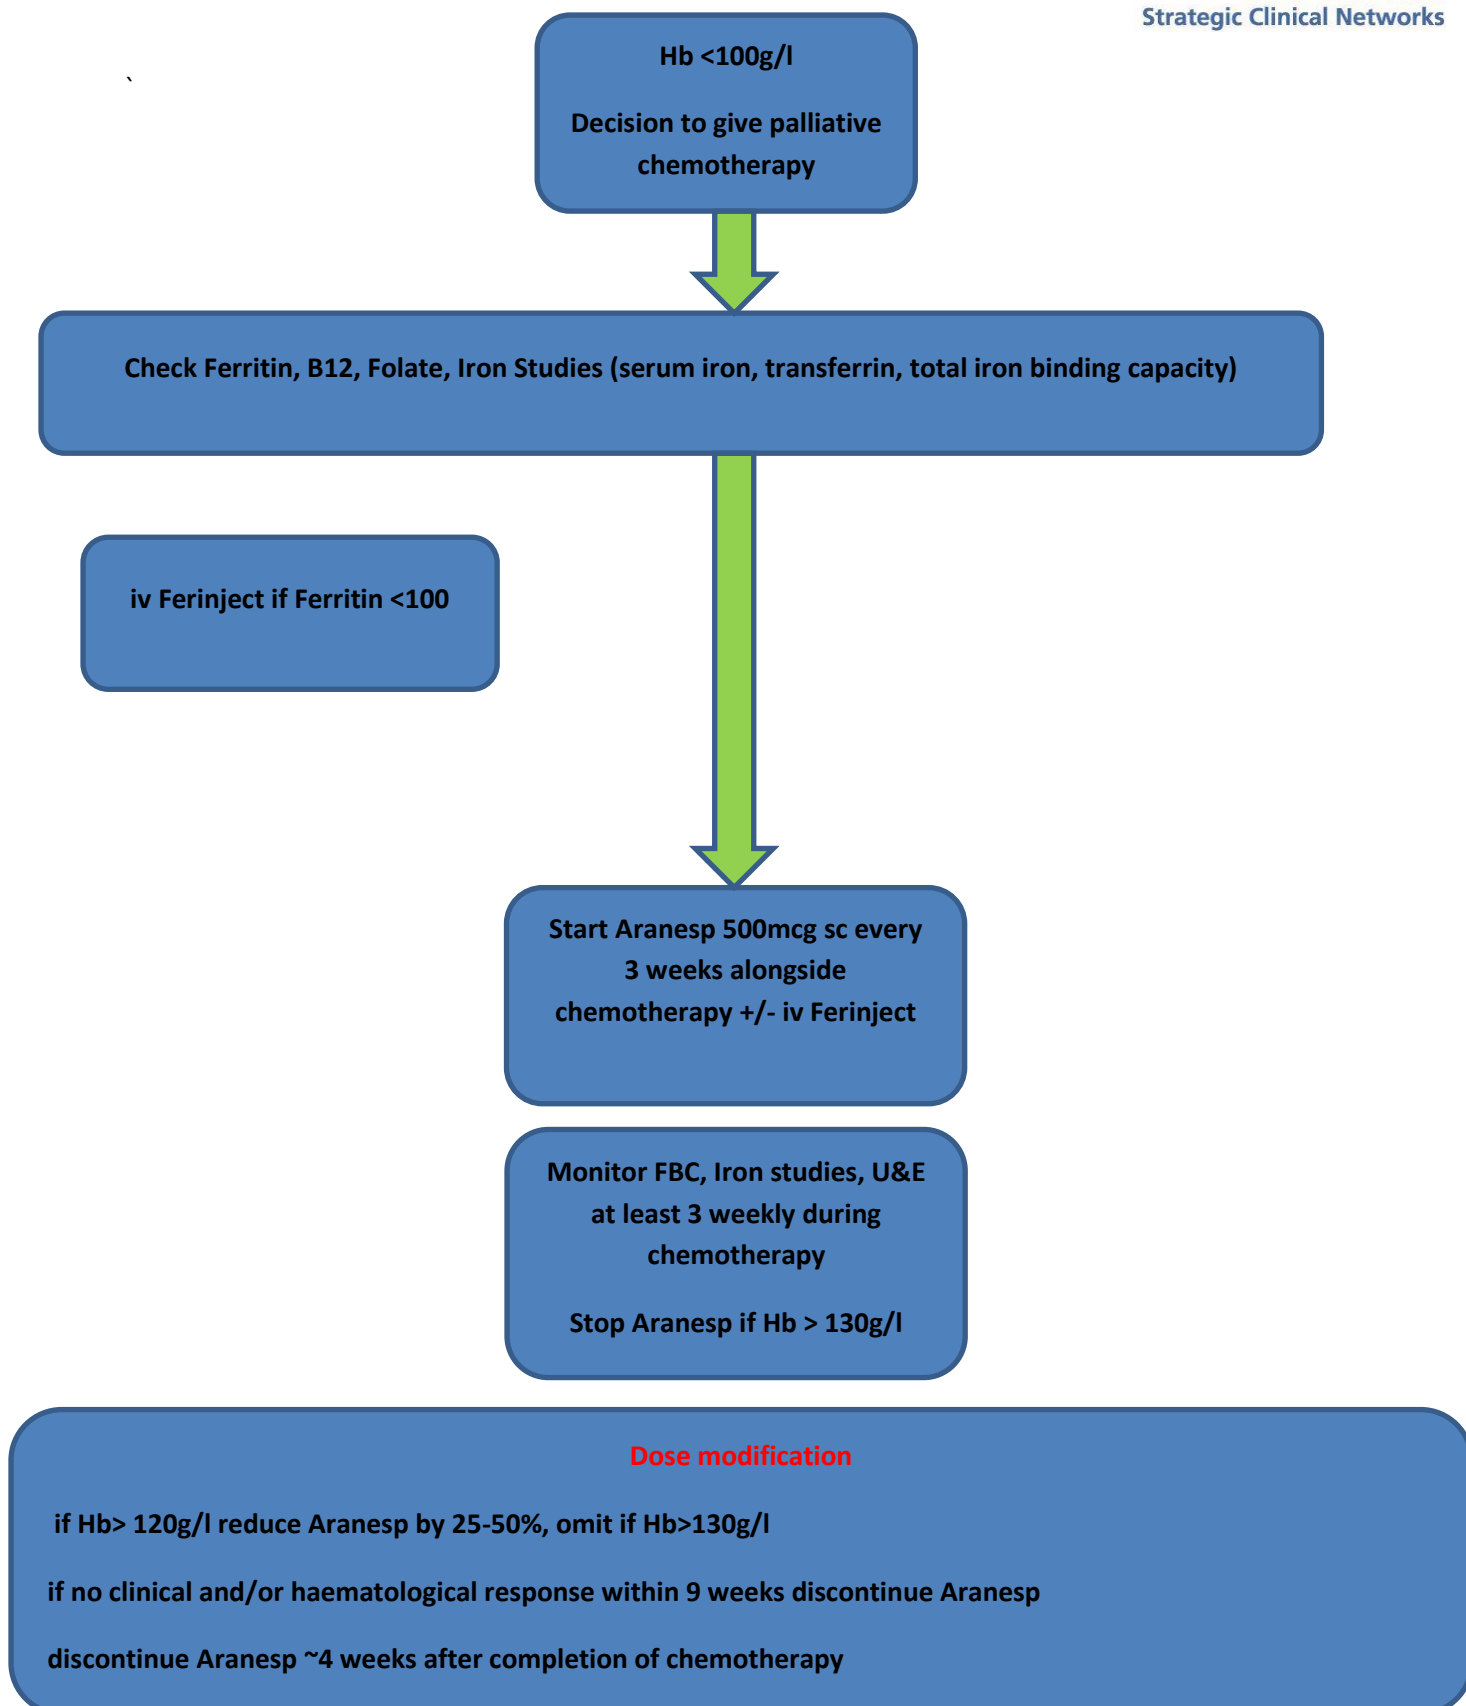 Strategic Clinical Networks
`
Hb <100g/l
Decision to give palliative
chemotherapy
Check Ferritin, B12, Folate, Iron Studies (serum iron, transferrin, total iron binding capacity)
iv Ferinject if Ferritin <100
Start Aranesp 500mcg sc every
3 weeks alongside
chemotherapy +/- iv Ferinject
Monitor FBC, Iron studies, U&E
at least 3 weekly during
chemotherapy
Stop Aranesp if Hb > 130g/l
Dose modification
if Hb> 120g/l reduce Aranesp by 25-50%, omit if Hb>130g/l
if no clinical and/or haematological response within 9 weeks discontinue Aranesp
discontinue Aranesp ~4 weeks after completion of chemotherapy